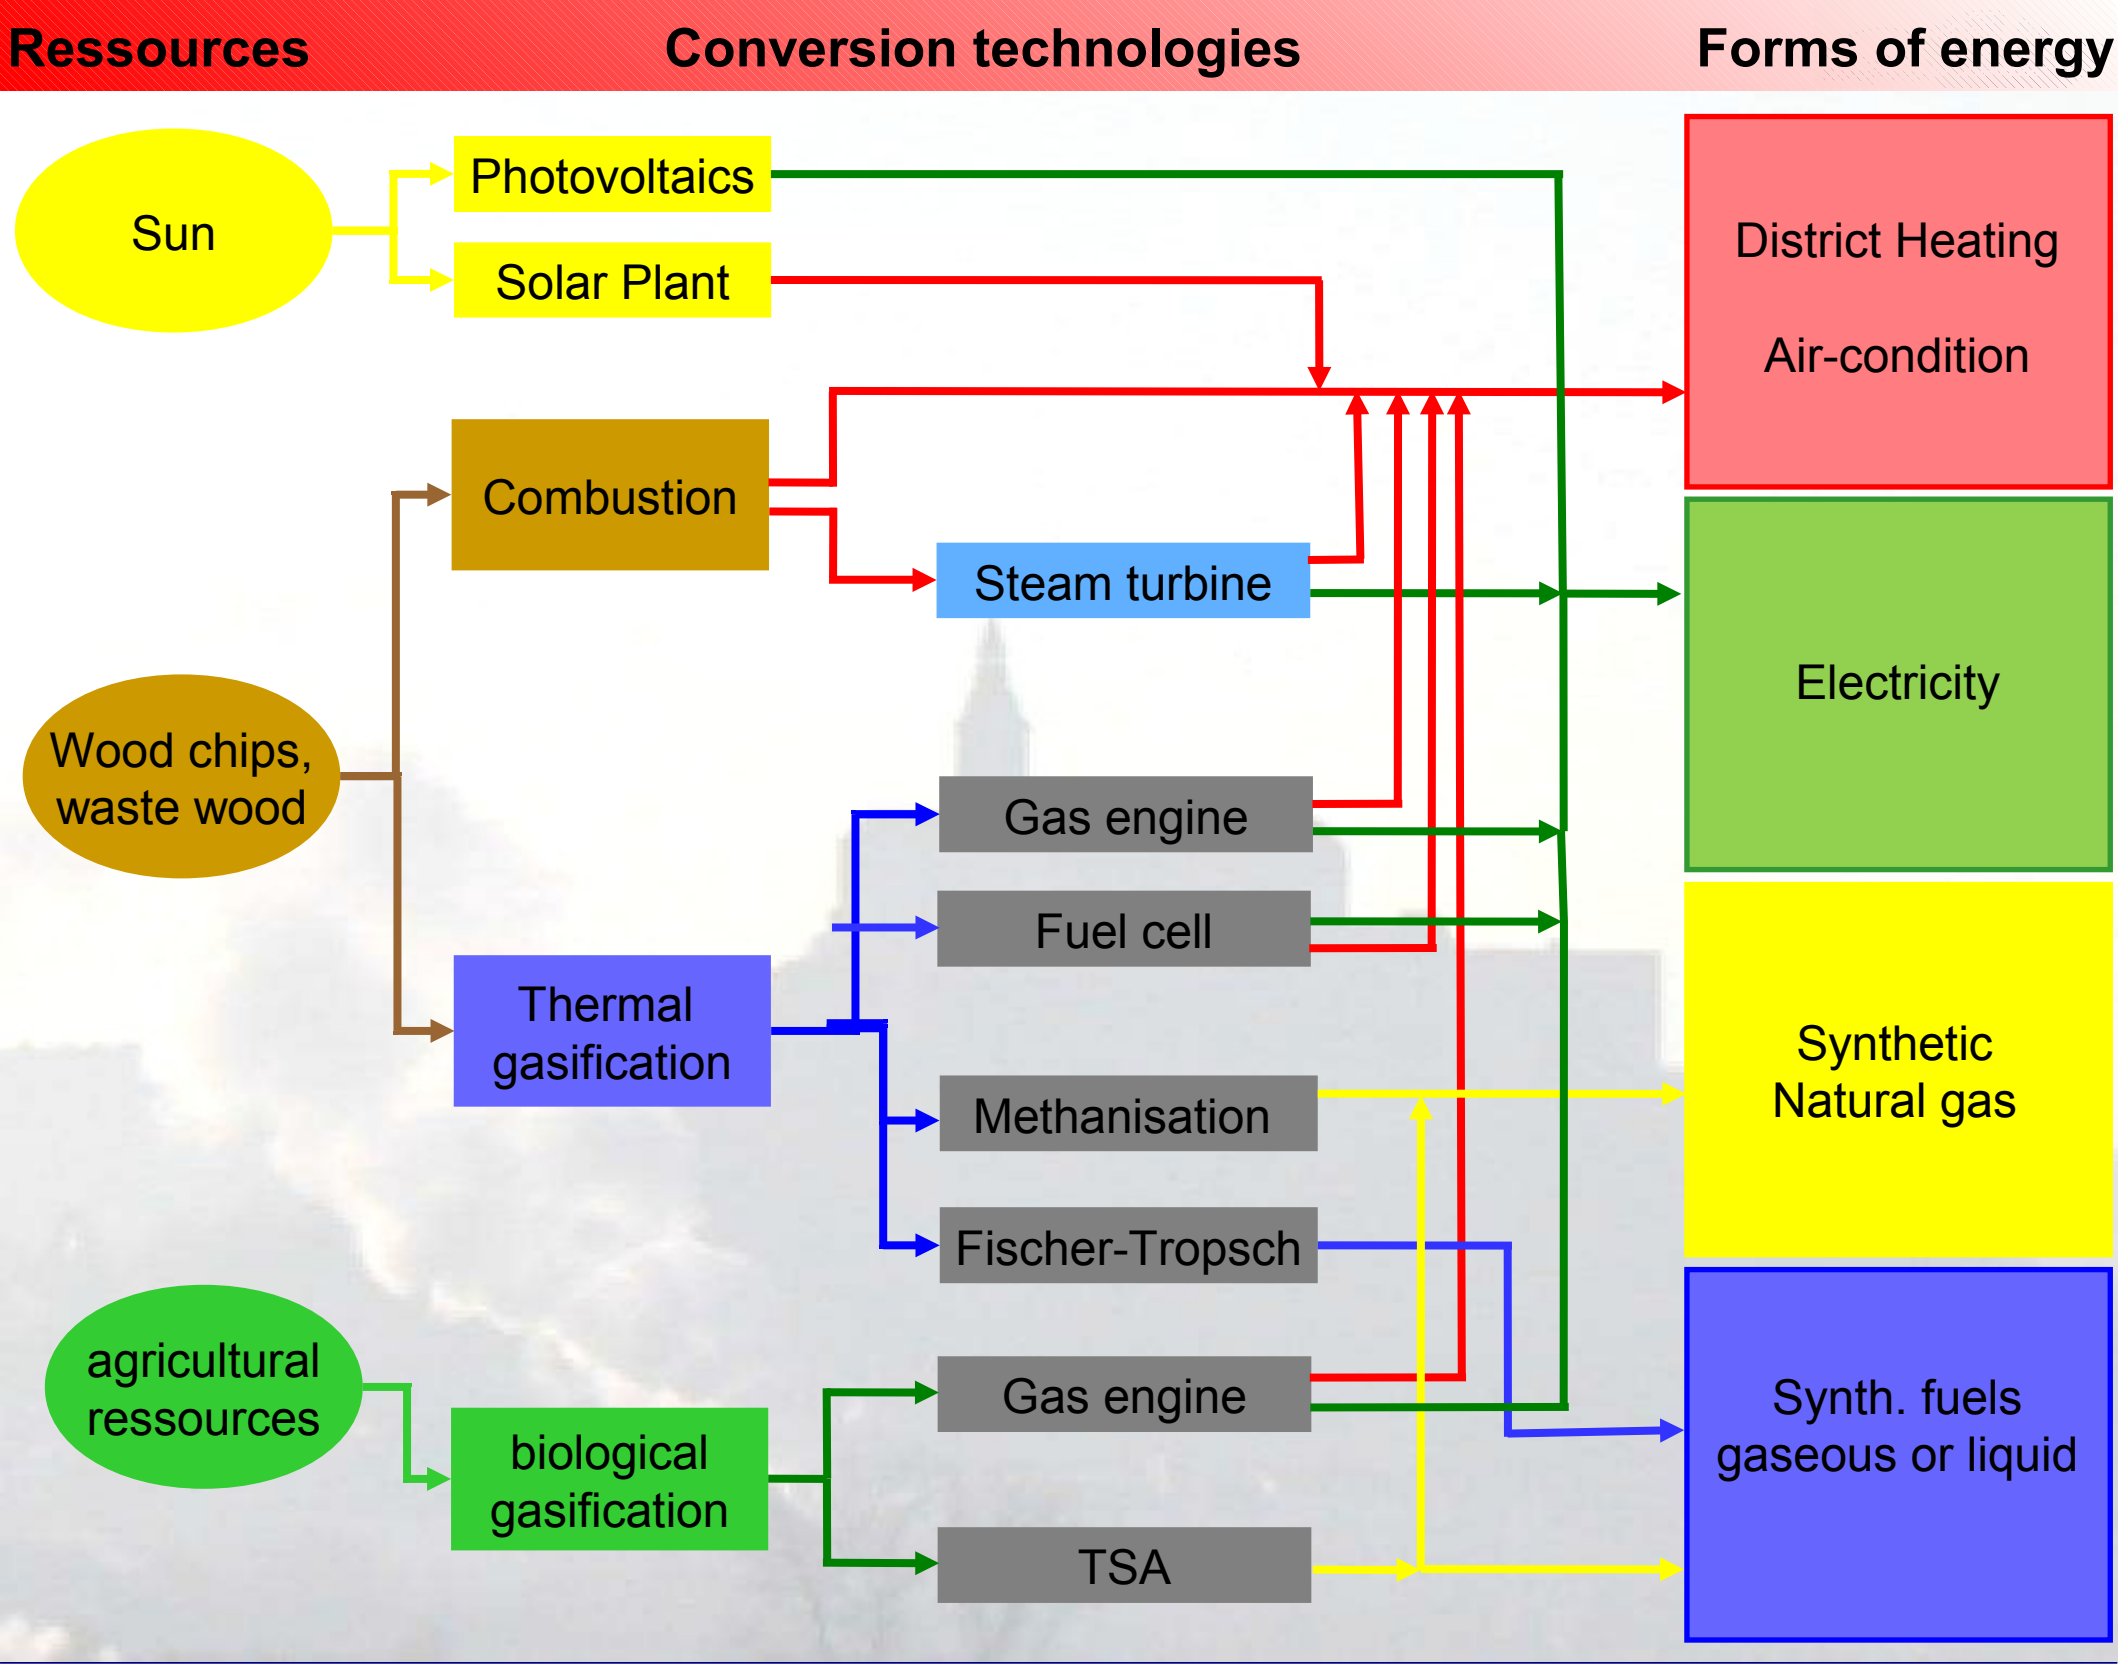 Ressources
Conversion technologies
Forms of energy
Sun
Photovoltaics
Solar Plant
District Heating
Air-condition
Combustion
Steam turbine
Electricity
Wood chips,
waste wood
Gas engine
Fuel cell
Thermal
gasification
Methanisation
Synthetic
Natural gas
Fischer-Tropsch
agricultural
ressources
biological
gasification
Gas engine
TSA
Synth. fuels
gaseous or liquid